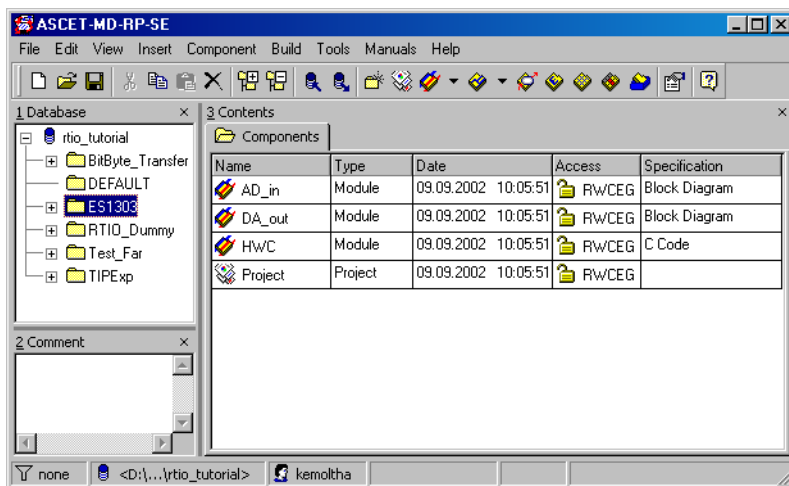 ASCET-MD-RP-SE
File Edit View Insert Component Build Tools Manuals Help
1 Database
rtio_tutorial
BitByte_Transfer
DEFAULT
ES1303
RTIO_Dummy
Test_Far
TIPExp
2 Comment
3 Contents
Components
Name Type Date Access Specification
AD_in Module 09.09.2002 10:05:51 RWCEG Block Diagram
DA_out Module 09.09.2002 10:05:51 RWCEG Block Diagram
HWC Module 09.09.2002 10:05:51 RWCEG C Code
Project Project 09.09.2002 10:05:51 RWCEG
none <D:\...\rtio_tutorial> kemoltha